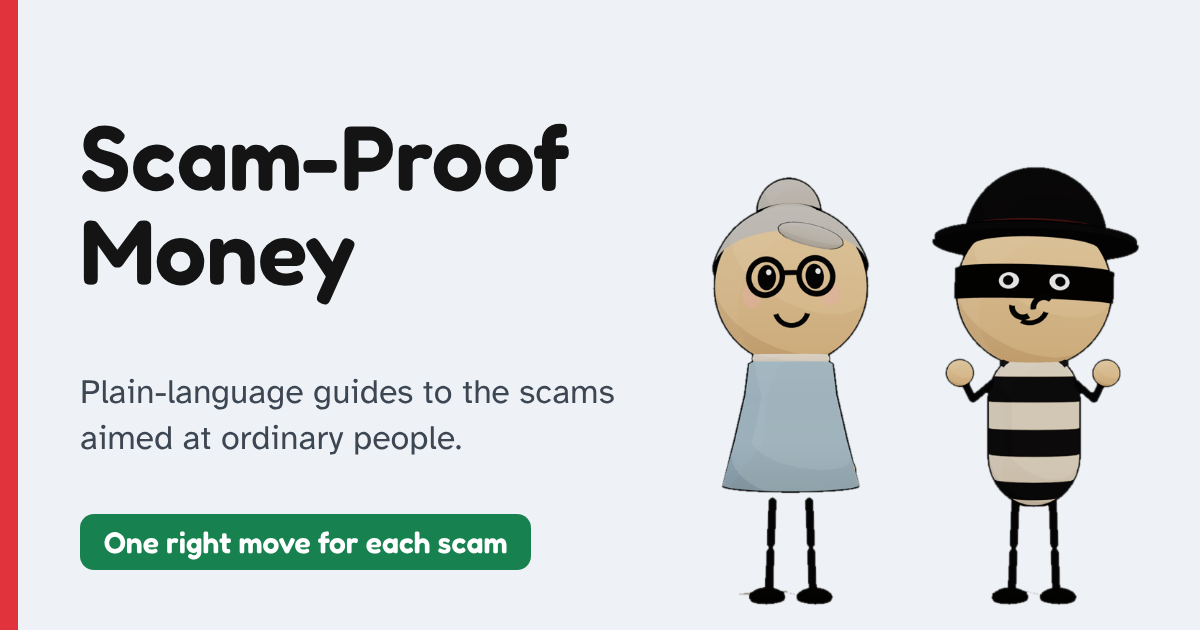 Scam-Proof
Money
Plain-language guides to the scams
aimed at ordinary people.
One right move for each scam